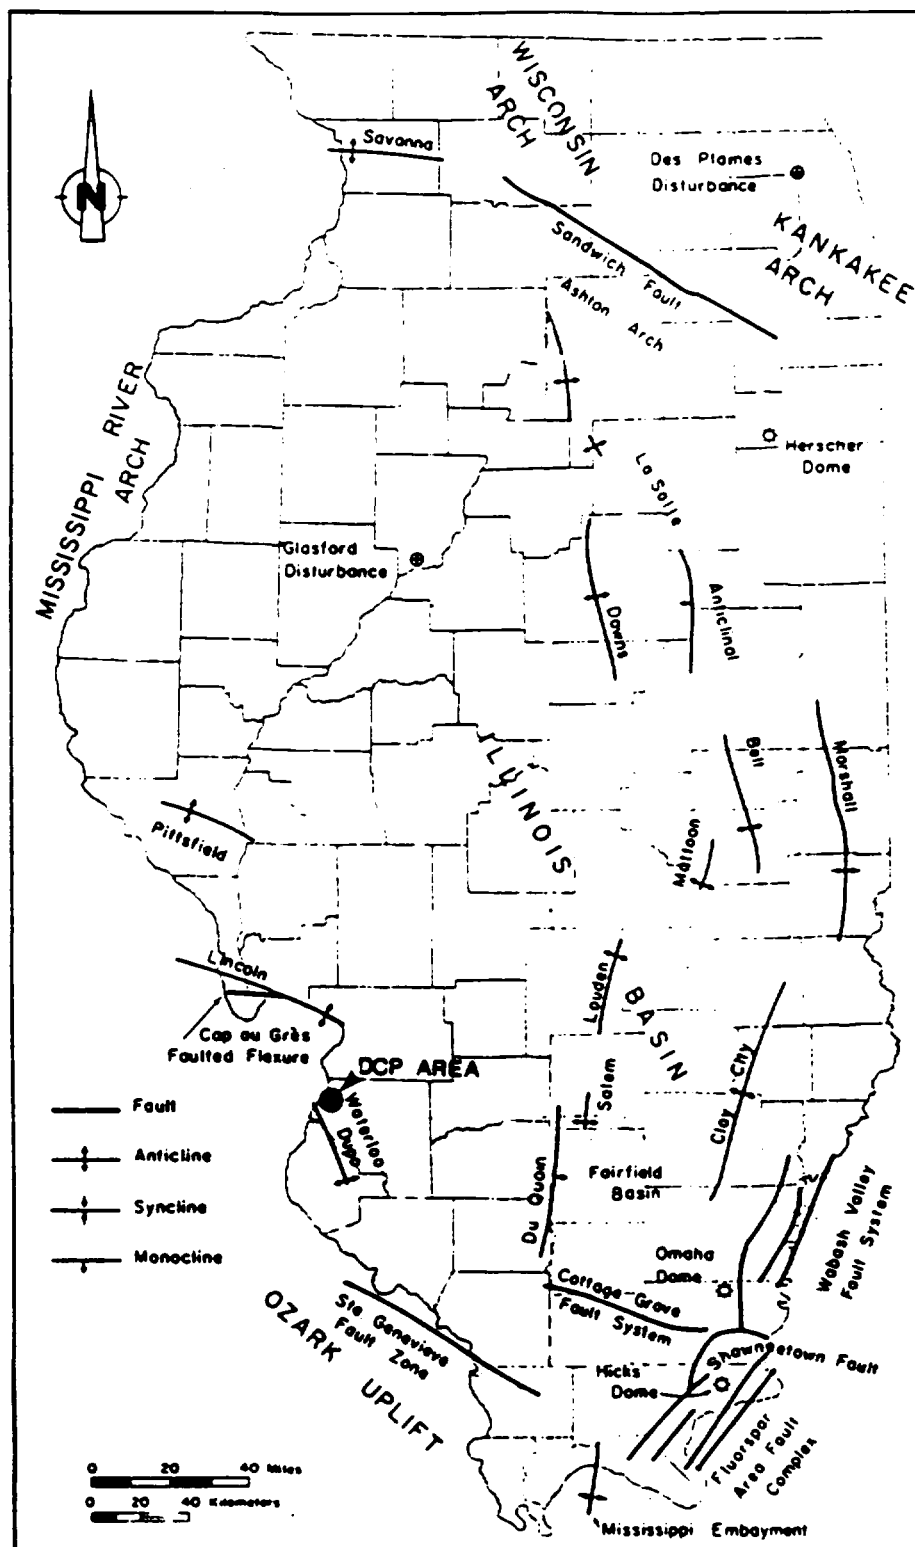 WISCONSIN
ARCH
Savanna
Des Plames
Disturbance
N
KANKAKEE
ARCH
Sandwich Fault
Ashton Arch
MISSISSIPPI RIVER
ARCH
Herscher
Dome
La Salle
Anticlinal
Belt
Glasford
Disturbance
Downs
Marshall
ILLINOIS
BASIN
Mattoon
Pittsfield
Lincoln
Cap au Grès
Faulted Flexure
Louden
DCP AREA
Salem
Clay City
Waterloo
Dupo
Fault
Anticline
Syncline
Monocline
Du Quoin
Fairfield
Basin
Wabash Valley
Fault System
Omaha
Dome
Cottage Grove
Fault System
Ste. Genevieve
Fault Zone
OZARK
UPLIFT
Shawneetown Fault
Hicks
Dome
Fluorspar
Area Fault
Complex
0 20 40 Miles
0 20 40 Kilometers
Mississippi Embayment